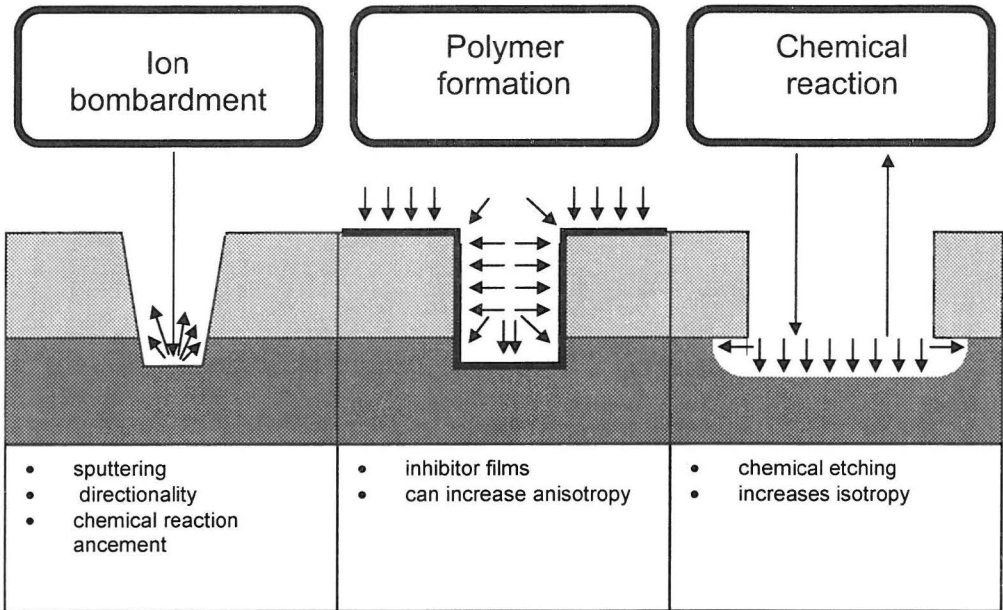 Ion
bombardment
Polymer
formation
Chemical
reaction
• sputtering
• directionality
• chemical reaction
ancement
• inhibitor films
• can increase anisotropy
• chemical etching
• increases isotropy